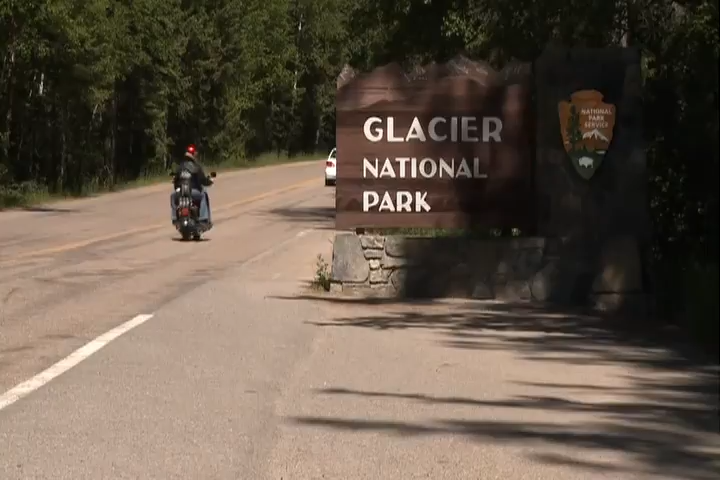 GLACIER
NATIONAL
PARK
NATIONAL
PARK
SERVICE